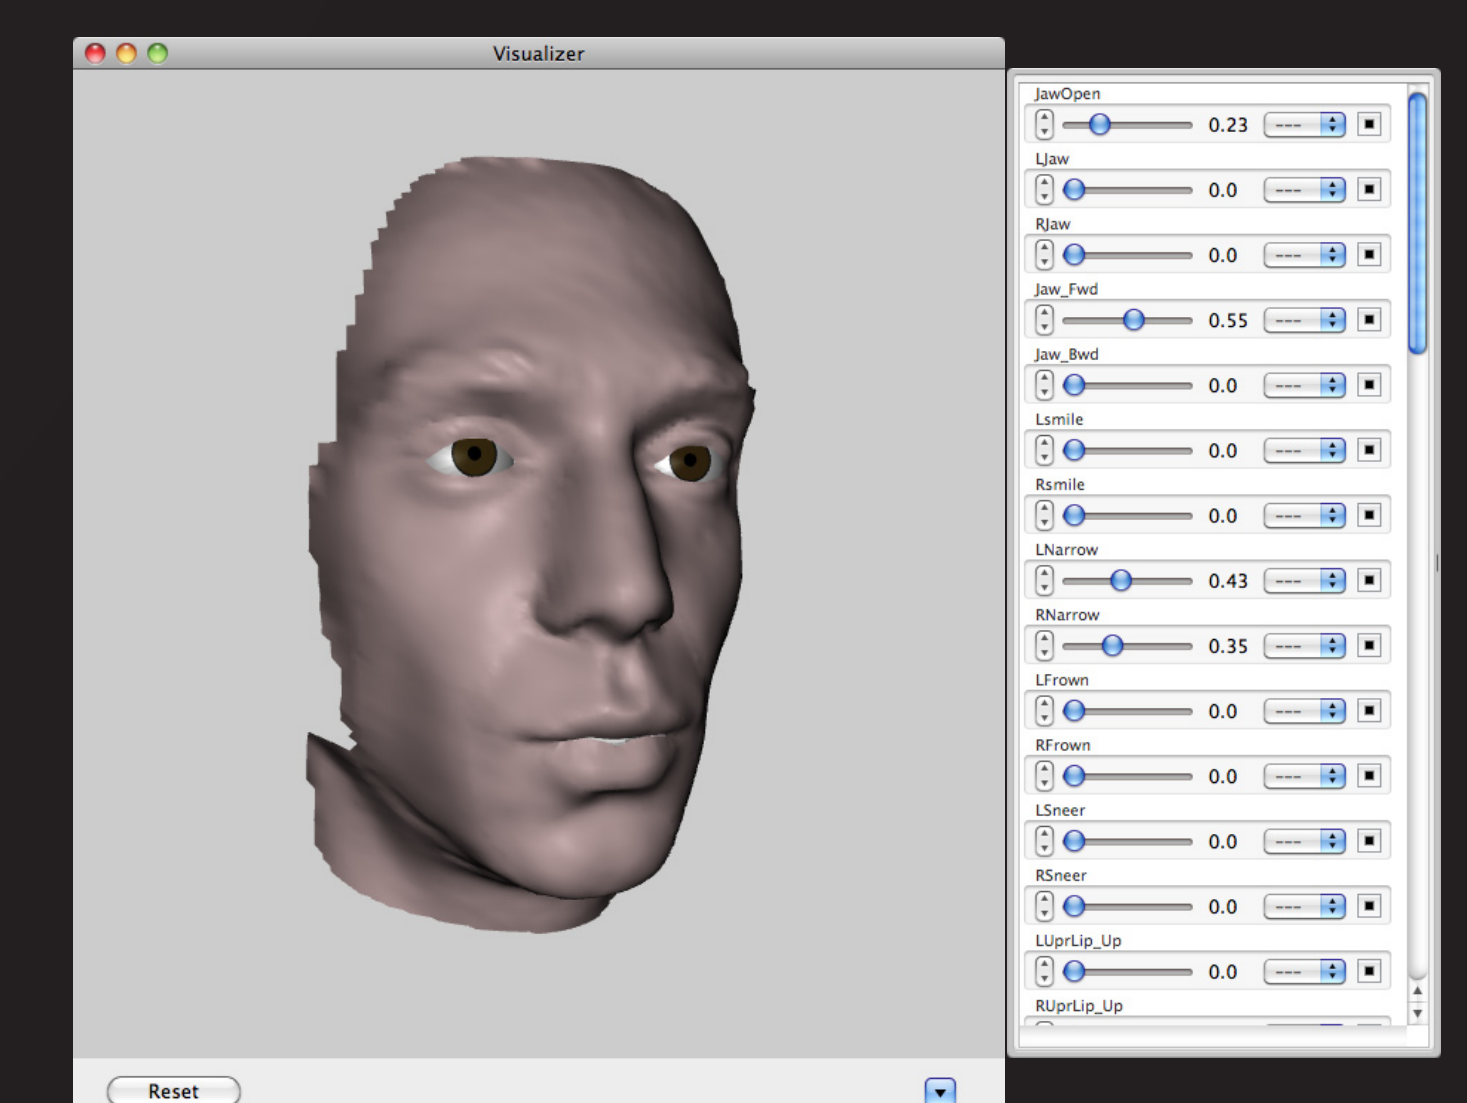 Visualizer
JawOpen
0.23 ---
LJaw
0.0 ---
RJaw
0.0 ---
Jaw_Fwd
0.55 ---
Jaw_Bwd
0.0 ---
Lsmile
0.0 ---
Rsmile
0.0 ---
LNarrow
0.43 ---
RNarrow
0.35 ---
LFrown
0.0 ---
RFrown
0.0 ---
LSneer
0.0 ---
RSneer
0.0 ---
LUprLip_Up
0.0 ---
RUprLip_Up
Reset